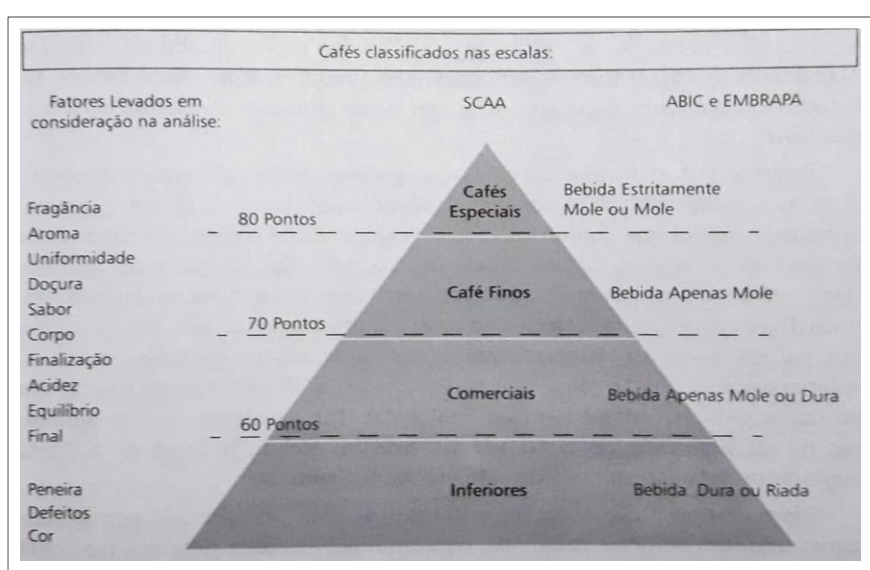 Cafés classificados nas escalas:
Fatores Levados em
consideração na análise:
SCAA
ABIC e EMBRAPA
Fragância
Aroma
Uniformidade
Doçura
Sabor
Corpo
Finalização
Acidez
Equilíbrio
Final
Peneira
Defeitos
Cor
80 Pontos
70 Pontos
60 Pontos
Cafés
Especiais
Café Finos
Comerciais
Inferiores
Bebida Estritamente
Mole ou Mole
Bebida Apenas Mole
Bebida Apenas Mole ou Dura
Bebida Dura ou Riada